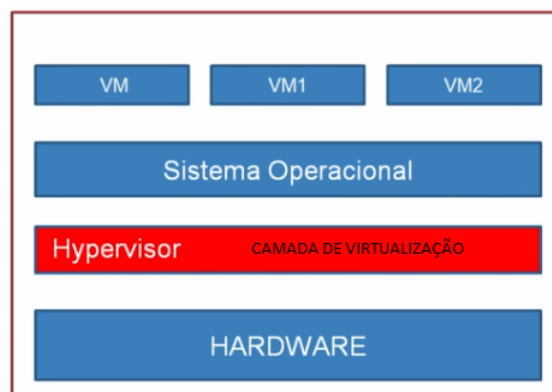 VM VM1 VM2
Sistema Operacional
Hypervisor CAMADA DE VIRTUALIZAÇÃO
HARDWARE